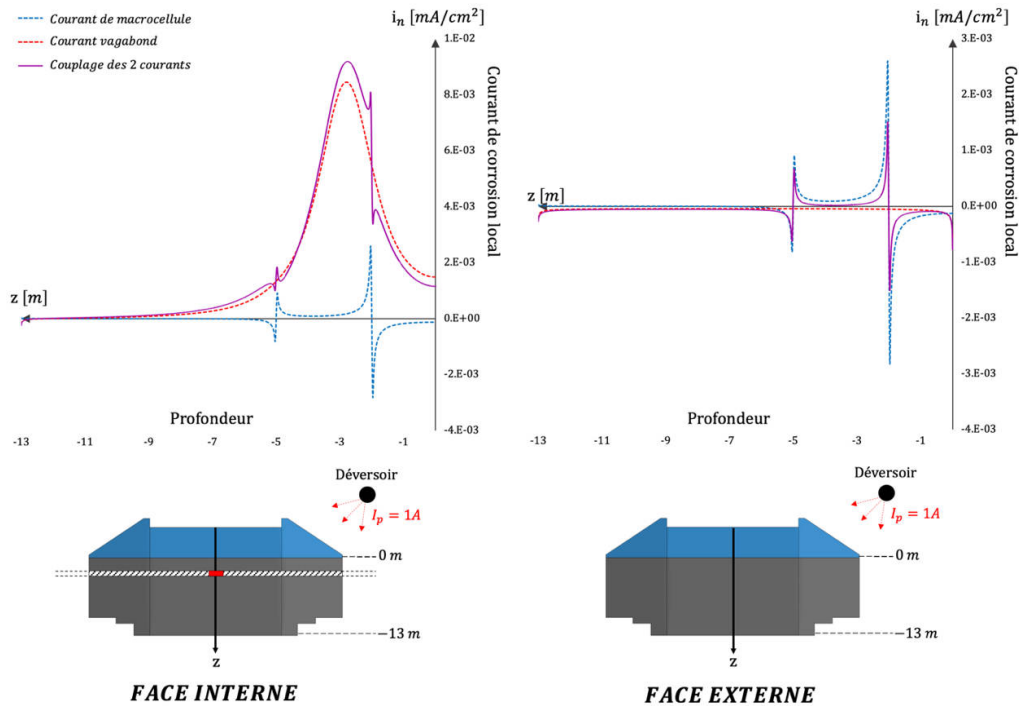 i_n [mA/cm²]
Courant de macrocellule
Courant vagabond
Couplage des 2 courants
1.E-02
8.E-03
6.E-03
4.E-03
2.E-03
0.E+00
-2.E-03
-4.E-03
Courant de corrosion local
z [m]
Profondeur
-13
-11
-9
-7
-5
-3
-1
i_n [mA/cm²]
3.E-03
2.E-03
1.E-03
0.E+00
-1.E-03
-2.E-03
-3.E-03
-4.E-03
Courant de corrosion local
z [m]
Profondeur
-13
-11
-9
-7
-5
-3
-1
Déversoir
I_p = 1A
0 m
−13 m
z
FACE INTERNE
Déversoir
I_p = 1A
0 m
−13 m
z
FACE EXTERNE